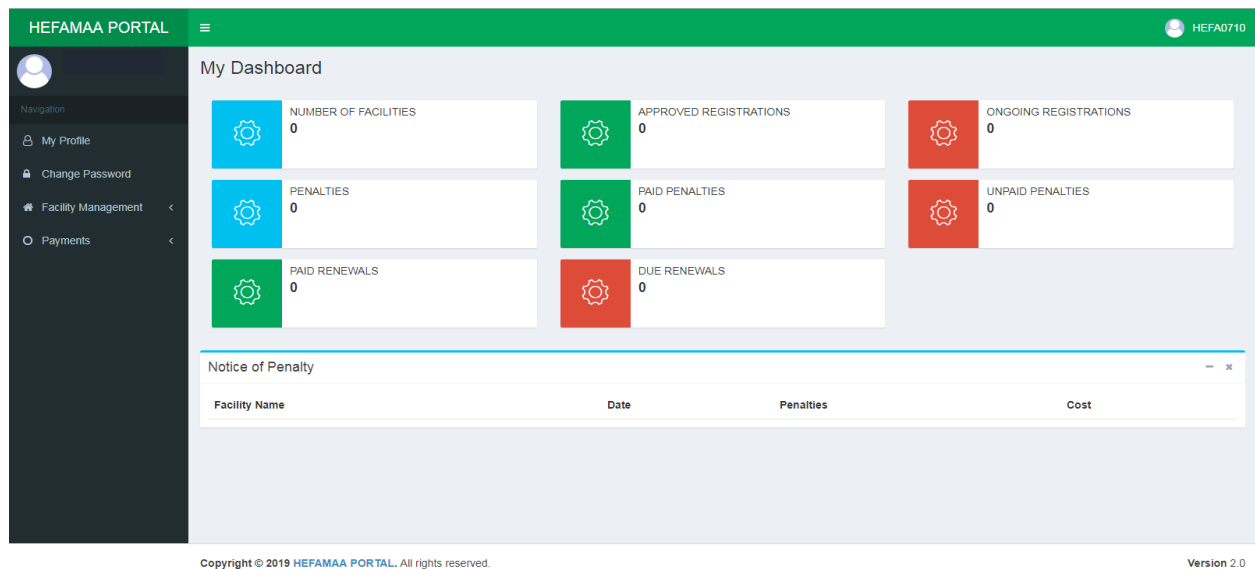 HEFAMAA PORTAL
HEFA0710
My Dashboard
Navigation
My Profile
Change Password
Facility Management
Payments
NUMBER OF FACILITIES
0
APPROVED REGISTRATIONS
0
ONGOING REGISTRATIONS
0
PENALTIES
0
PAID PENALTIES
0
UNPAID PENALTIES
0
PAID RENEWALS
0
DUE RENEWALS
0
Notice of Penalty
Facility Name Date Penalties Cost
Copyright © 2019 HEFAMAA PORTAL. All rights reserved. Version 2.0